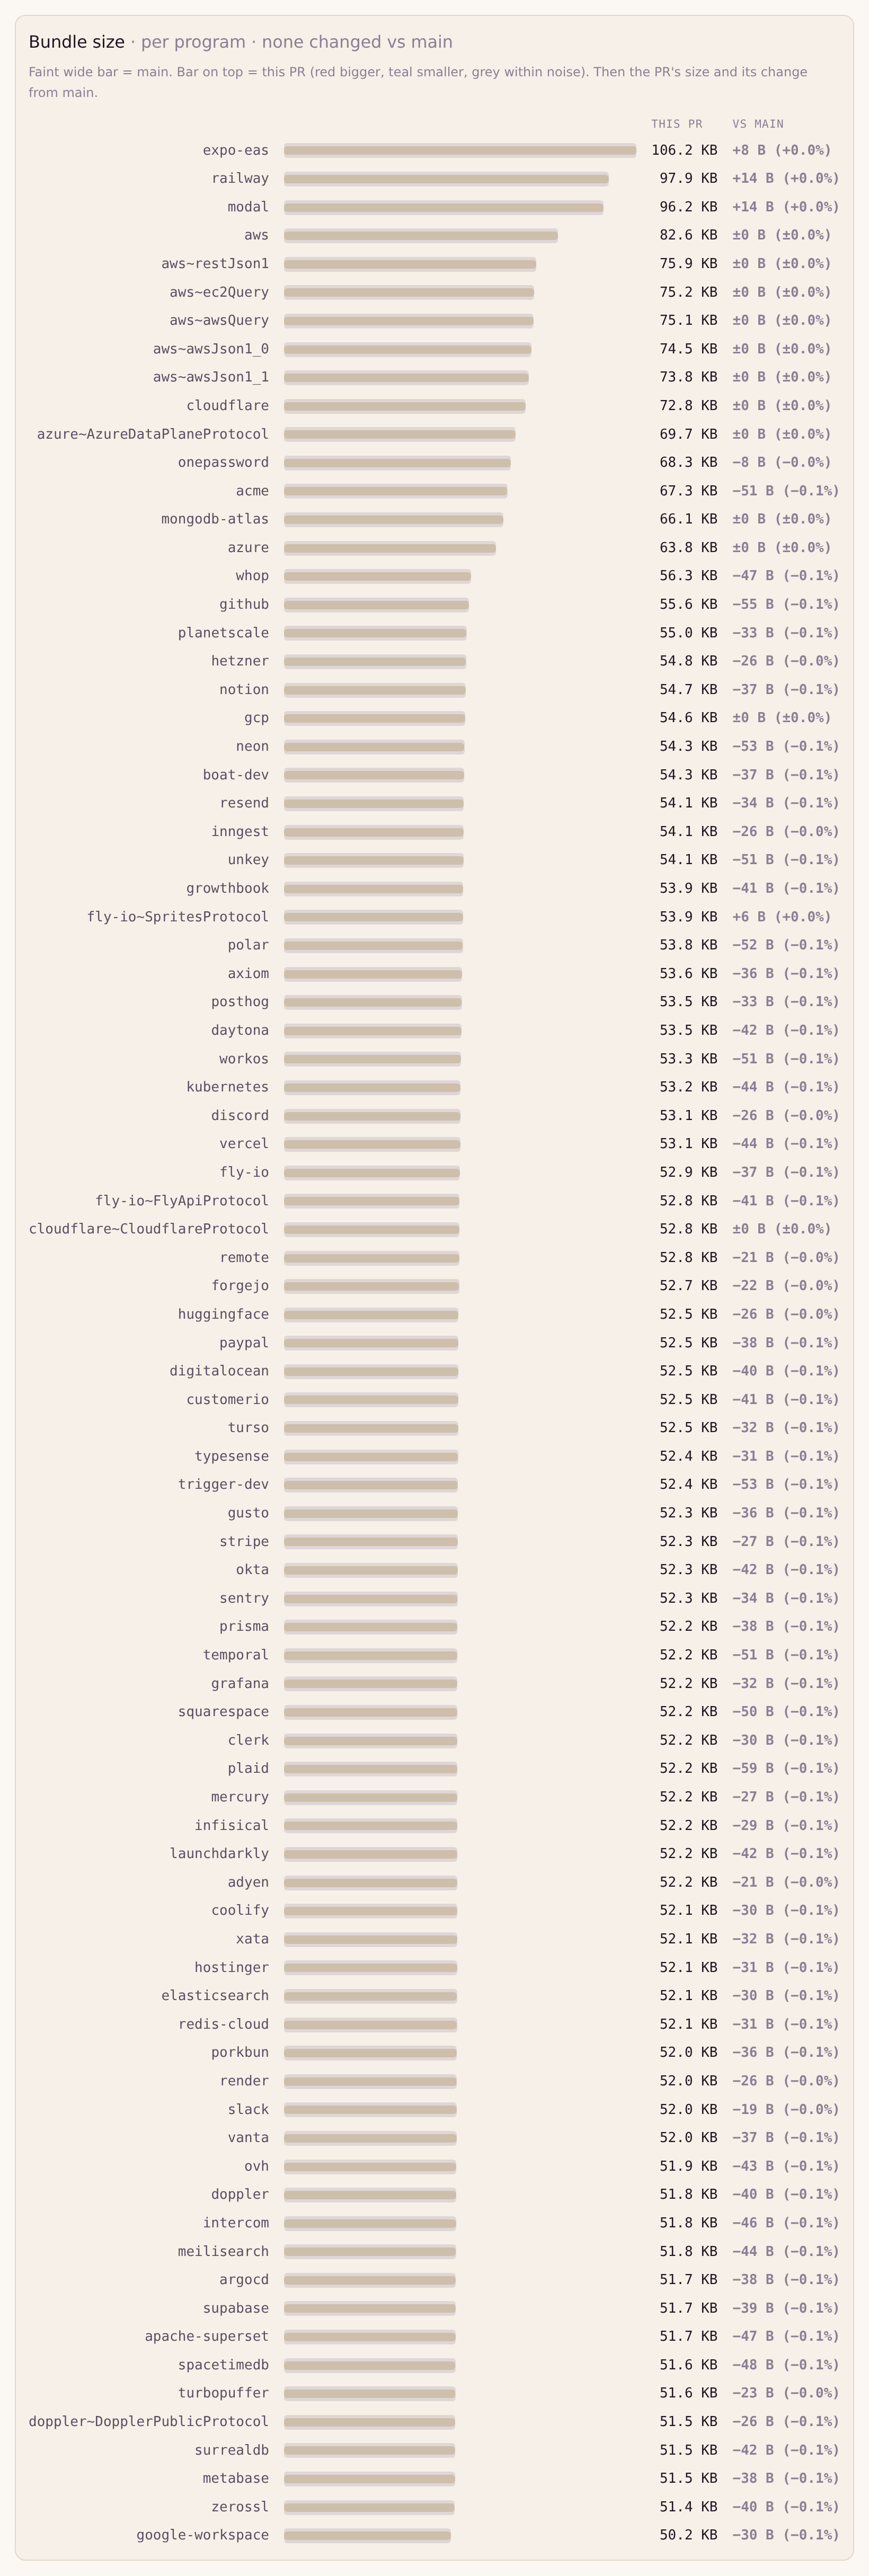 Bundle size · per program · none changed vs main
Faint wide bar = main. Bar on top = this PR (red bigger, teal smaller, grey within noise). Then the PR's size and its change
from main.
THIS PR VS MAIN
expo-eas 106.2 KB +8 B (+0.0%)
railway 97.9 KB +14 B (+0.0%)
modal 96.2 KB +14 B (+0.0%)
aws 82.6 KB ±0 B (±0.0%)
aws~restJson1 75.9 KB ±0 B (±0.0%)
aws~ec2Query 75.2 KB ±0 B (±0.0%)
aws~awsQuery 75.1 KB ±0 B (±0.0%)
aws~awsJson1_0 74.5 KB ±0 B (±0.0%)
aws~awsJson1_1 73.8 KB ±0 B (±0.0%)
cloudflare 72.8 KB ±0 B (±0.0%)
azure~AzureDataPlaneProtocol 69.7 KB ±0 B (±0.0%)
onepassword 68.3 KB −8 B (−0.0%)
acme 67.3 KB −51 B (−0.1%)
mongodb-atlas 66.1 KB ±0 B (±0.0%)
azure 63.8 KB ±0 B (±0.0%)
whop 56.3 KB −47 B (−0.1%)
github 55.6 KB −55 B (−0.1%)
planetscale 55.0 KB −33 B (−0.1%)
hetzner 54.8 KB −26 B (−0.0%)
notion 54.7 KB −37 B (−0.1%)
gcp 54.6 KB ±0 B (±0.0%)
neon 54.3 KB −53 B (−0.1%)
boat-dev 54.3 KB −37 B (−0.1%)
resend 54.1 KB −34 B (−0.1%)
inngest 54.1 KB −26 B (−0.0%)
unkey 54.1 KB −51 B (−0.1%)
growthbook 53.9 KB −41 B (−0.1%)
fly-io~SpritesProtocol 53.9 KB +6 B (+0.0%)
polar 53.8 KB −52 B (−0.1%)
axiom 53.6 KB −36 B (−0.1%)
posthog 53.5 KB −33 B (−0.1%)
daytona 53.5 KB −42 B (−0.1%)
workos 53.3 KB −51 B (−0.1%)
kubernetes 53.2 KB −44 B (−0.1%)
discord 53.1 KB −26 B (−0.0%)
vercel 53.1 KB −44 B (−0.1%)
fly-io 52.9 KB −37 B (−0.1%)
fly-io~FlyApiProtocol 52.8 KB −41 B (−0.1%)
cloudflare~CloudflareProtocol 52.8 KB ±0 B (±0.0%)
remote 52.8 KB −21 B (−0.0%)
forgejo 52.7 KB −22 B (−0.0%)
huggingface 52.5 KB −26 B (−0.0%)
paypal 52.5 KB −38 B (−0.1%)
digitalocean 52.5 KB −40 B (−0.1%)
customerio 52.5 KB −41 B (−0.1%)
turso 52.5 KB −32 B (−0.1%)
typesense 52.4 KB −31 B (−0.1%)
trigger-dev 52.4 KB −53 B (−0.1%)
gusto 52.3 KB −36 B (−0.1%)
stripe 52.3 KB −27 B (−0.1%)
okta 52.3 KB −42 B (−0.1%)
sentry 52.3 KB −34 B (−0.1%)
prisma 52.2 KB −38 B (−0.1%)
temporal 52.2 KB −51 B (−0.1%)
grafana 52.2 KB −32 B (−0.1%)
squarespace 52.2 KB −50 B (−0.1%)
clerk 52.2 KB −30 B (−0.1%)
plaid 52.2 KB −59 B (−0.1%)
mercury 52.2 KB −27 B (−0.1%)
infisical 52.2 KB −29 B (−0.1%)
launchdarkly 52.2 KB −42 B (−0.1%)
adyen 52.2 KB −21 B (−0.0%)
coolify 52.1 KB −30 B (−0.1%)
xata 52.1 KB −32 B (−0.1%)
hostinger 52.1 KB −31 B (−0.1%)
elasticsearch 52.1 KB −30 B (−0.1%)
redis-cloud 52.1 KB −31 B (−0.1%)
porkbun 52.0 KB −36 B (−0.1%)
render 52.0 KB −26 B (−0.0%)
slack 52.0 KB −19 B (−0.0%)
vanta 52.0 KB −37 B (−0.1%)
ovh 51.9 KB −43 B (−0.1%)
doppler 51.8 KB −40 B (−0.1%)
intercom 51.8 KB −46 B (−0.1%)
meilisearch 51.8 KB −44 B (−0.1%)
argocd 51.7 KB −38 B (−0.1%)
supabase 51.7 KB −39 B (−0.1%)
apache-superset 51.7 KB −47 B (−0.1%)
spacetimedb 51.6 KB −48 B (−0.1%)
turbopuffer 51.6 KB −23 B (−0.0%)
doppler~DopplerPublicProtocol 51.5 KB −26 B (−0.1%)
surrealdb 51.5 KB −42 B (−0.1%)
metabase 51.5 KB −38 B (−0.1%)
zerossl 51.4 KB −40 B (−0.1%)
google-workspace 50.2 KB −30 B (−0.1%)